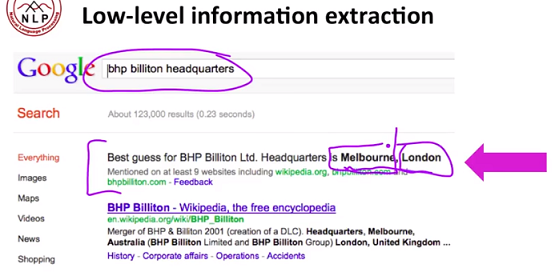 NLP
Low-level information extraction
Google
bhp billiton headquarters
Search
About 123,000 results (0.23 seconds)
Everything
Images
Maps
Videos
News
Shopping
Best guess for BHP Billiton Ltd. Headquarters is Melbourne, London
Mentioned on at least 9 websites including wikipedia.org, bhpbilliton.com and
bhpbilliton.com - Feedback
BHP Billiton - Wikipedia, the free encyclopedia
en.wikipedia.org/wiki/BHP_Billiton
Merger of BHP & Billiton 2001 (creation of a DLC). Headquarters, Melbourne,
Australia (BHP Billiton Limited and BHP Billiton Group) London, United Kingdom ...
History - Corporate affairs - Operations - Accidents